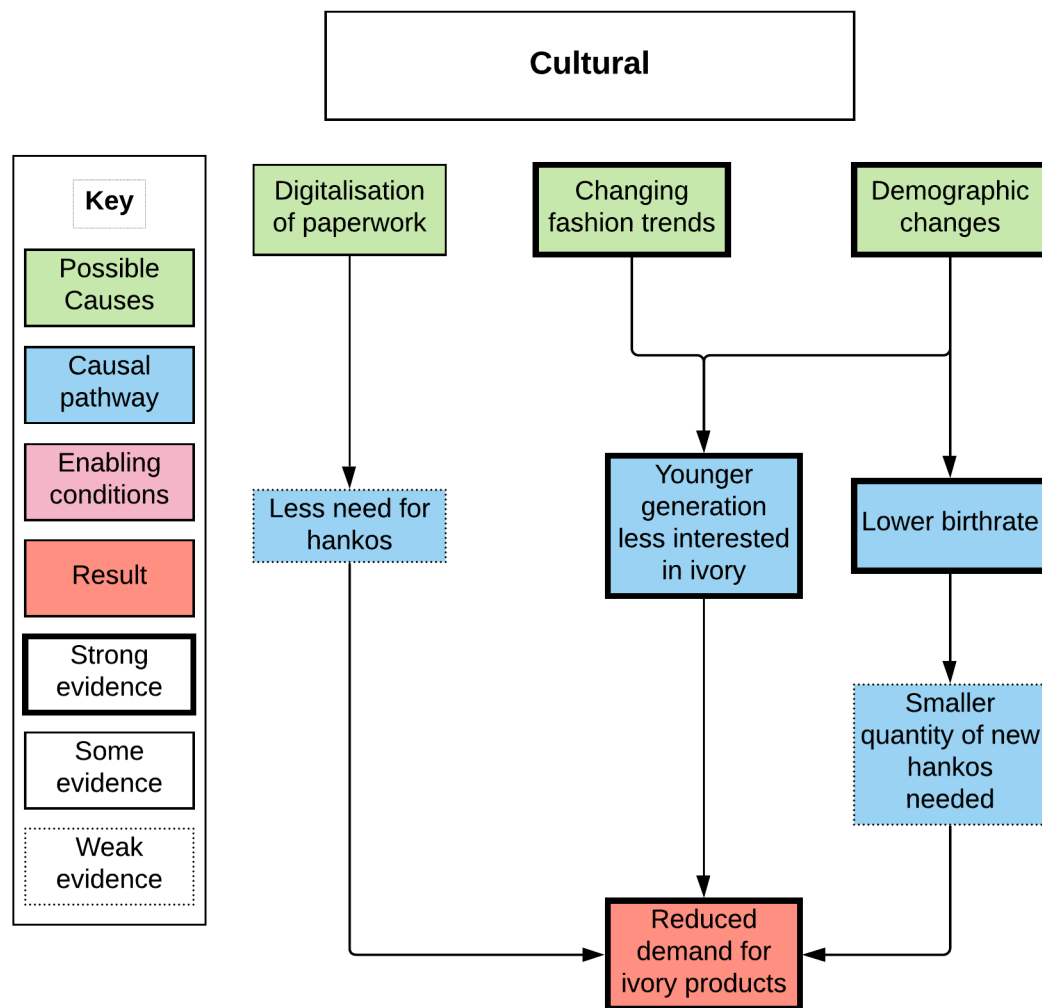 Cultural
Key
Possible
Causes
Causal
pathway
Enabling
conditions
Result
Strong
evidence
Some
evidence
Weak
evidence
Digitalisation
of paperwork
Changing
fashion trends
Demographic
changes
Less need for
hankos
Younger
generation
less interested
in ivory
Lower birthrate
Smaller
quantity of new
hankos
needed
Reduced
demand for
ivory products